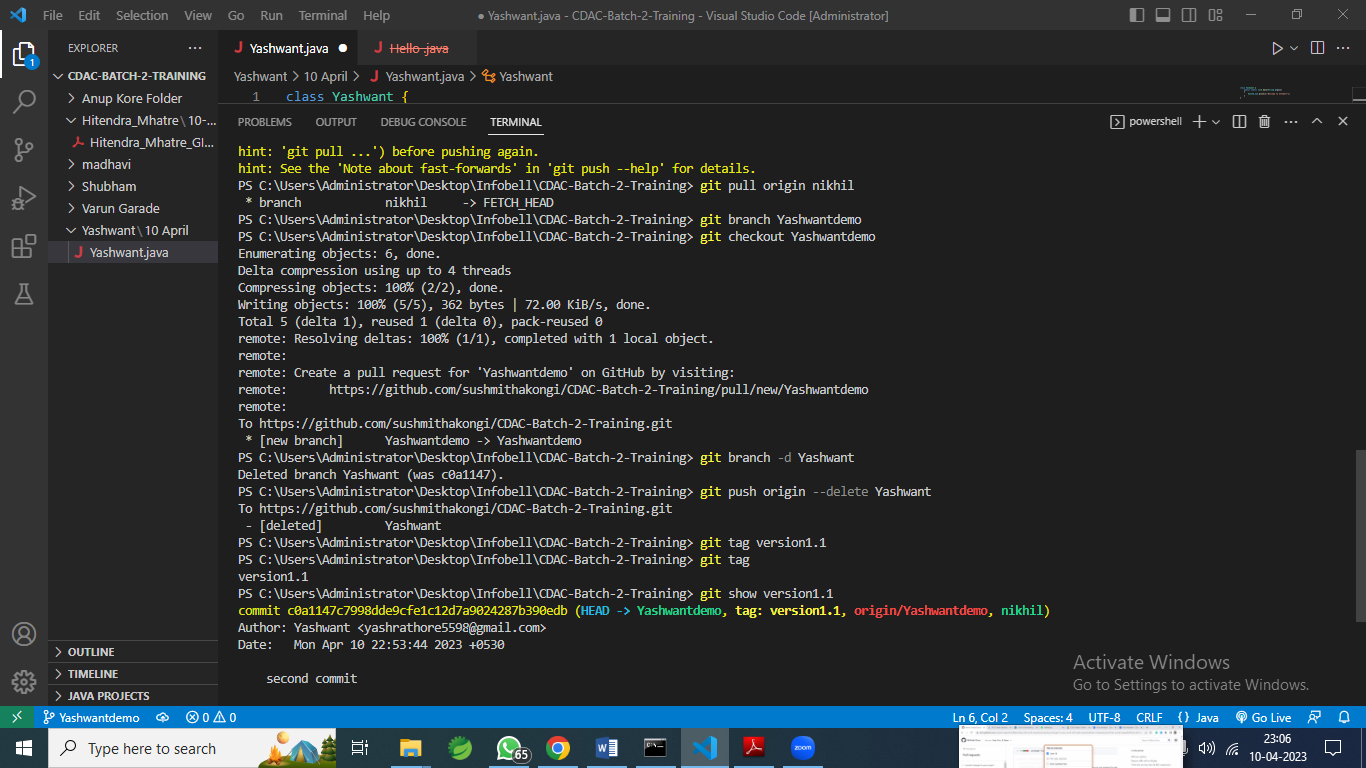 File Edit Selection View Go Run Terminal Help
● Yashwant.java - CDAC-Batch-2-Training - Visual Studio Code [Administrator]
EXPLORER
CDAC-BATCH-2-TRAINING
Anup Kore Folder
Hitendra_Mhatre \ 10-...
Hitendra_Mhatre_GI...
madhavi
Shubham
Varun Garade
Yashwant \ 10 April
Yashwant.java
OUTLINE
TIMELINE
JAVA PROJECTS
Yashwant.java ● Hello .java
Yashwant > 10 April > Yashwant.java > Yashwant
1 class Yashwant {
PROBLEMS OUTPUT DEBUG CONSOLE TERMINAL
powershell
hint: 'git pull ...') before pushing again.
hint: See the 'Note about fast-forwards' in 'git push --help' for details.
PS C:\Users\Administrator\Desktop\Infobell\CDAC-Batch-2-Training> git pull origin nikhil
* branch nikhil -> FETCH_HEAD
PS C:\Users\Administrator\Desktop\Infobell\CDAC-Batch-2-Training> git branch Yashwantdemo
PS C:\Users\Administrator\Desktop\Infobell\CDAC-Batch-2-Training> git checkout Yashwantdemo
Enumerating objects: 6, done.
Delta compression using up to 4 threads
Compressing objects: 100% (2/2), done.
Writing objects: 100% (5/5), 362 bytes | 72.00 KiB/s, done.
Total 5 (delta 1), reused 1 (delta 0), pack-reused 0
remote: Resolving deltas: 100% (1/1), completed with 1 local object.
remote:
remote: Create a pull request for 'Yashwantdemo' on GitHub by visiting:
remote: https://github.com/sushmithakongi/CDAC-Batch-2-Training/pull/new/Yashwantdemo
remote:
To https://github.com/sushmithakongi/CDAC-Batch-2-Training.git
* [new branch] Yashwantdemo -> Yashwantdemo
PS C:\Users\Administrator\Desktop\Infobell\CDAC-Batch-2-Training> git branch -d Yashwant
Deleted branch Yashwant (was c0a1147).
PS C:\Users\Administrator\Desktop\Infobell\CDAC-Batch-2-Training> git push origin --delete Yashwant
To https://github.com/sushmithakongi/CDAC-Batch-2-Training.git
- [deleted] Yashwant
PS C:\Users\Administrator\Desktop\Infobell\CDAC-Batch-2-Training> git tag version1.1
PS C:\Users\Administrator\Desktop\Infobell\CDAC-Batch-2-Training> git tag
version1.1
PS C:\Users\Administrator\Desktop\Infobell\CDAC-Batch-2-Training> git show version1.1
commit c0a1147c7998dde9cfe1c12d7a9024287b390edb (HEAD -> Yashwantdemo, tag: version1.1, origin/Yashwantdemo, nikhil)
Author: Yashwant <yashrathore5598@gmail.com>
Date: Mon Apr 10 22:53:44 2023 +0530
second commit
Activate Windows
Go to Settings to activate Windows.
Yashwantdemo 0 0 Ln 6, Col 2 Spaces: 4 UTF-8 CRLF {} Java Go Live
Type here to search
65
zoom
23:06
10-04-2023